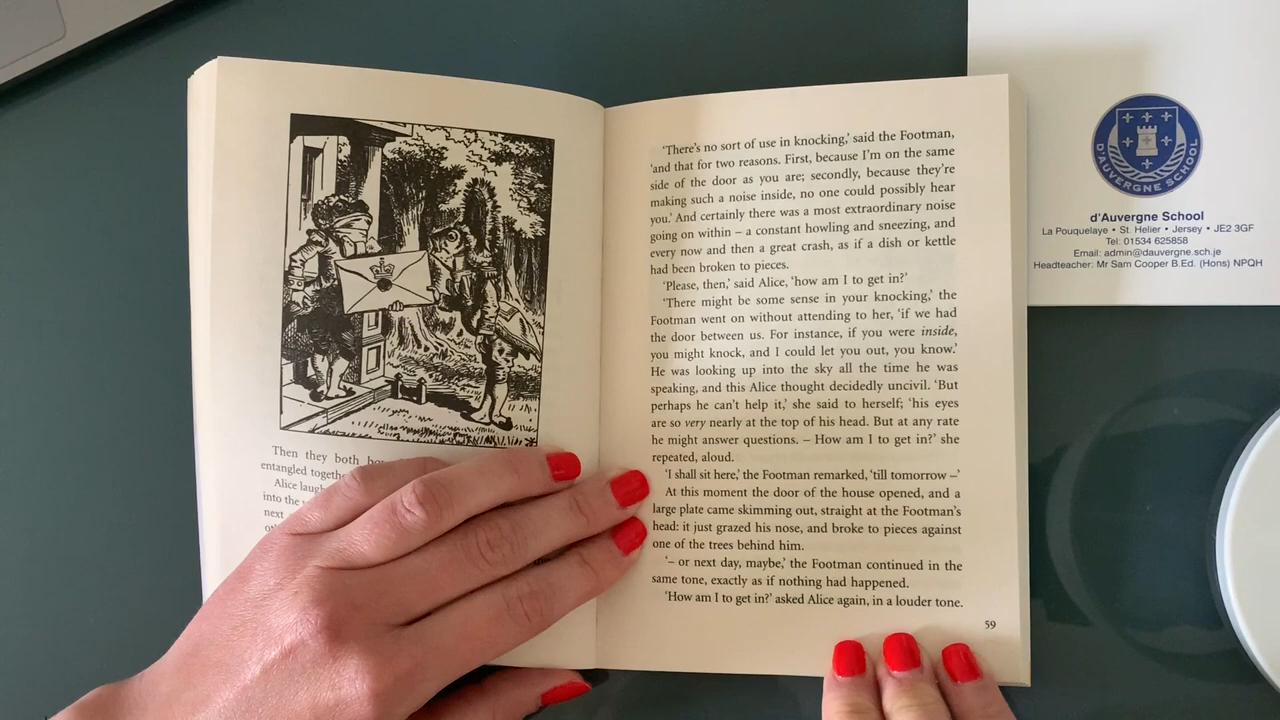 Then they both
entangled
Alice
into the
next
‘There’s no sort of use in knocking,’ said the Footman,
‘and that for two reasons. First, because I’m on the same
side of the door as you are; secondly, because they’re
making such a noise inside, no one could possibly hear
you.’ And certainly there was a most extraordinary noise
going on within – a constant howling and sneezing, and
every now and then a great crash, as if a dish or kettle
had been broken to pieces.
‘Please, then,’ said Alice, ‘how am I to get in?’
‘There might be some sense in your knocking,’ the
Footman went on without attending to her, ‘if we had
the door between us. For instance, if you were inside,
you might knock, and I could let you out, you know.’
He was looking up into the sky all the time he was
speaking, and this Alice thought decidedly uncivil. ‘But
perhaps he can’t help it,’ she said to herself; ‘his eyes
are so very nearly at the top of his head. But at any rate
he might answer questions. – How am I to get in?’ she
repeated, aloud.
‘I shall sit here,’ the Footman remarked, ‘till tomorrow –’
At this moment the door of the house opened, and a
large plate came skimming out, straight at the Footman’s
head: it just grazed his nose, and broke to pieces against
one of the trees behind him.
‘– or next day, maybe,’ the Footman continued in the
same tone, exactly as if nothing had happened.
‘How am I to get in?’ asked Alice again, in a louder tone.
59
D'AUVERGNE SCHOOL
d'Auvergne School
La Pouquelaye • St. Helier • Jersey • JE2 3GF
Tel: 01534 625858
Email: admin@dauvergne.sch.je
Headteacher: Mr Sam Cooper B.Ed. (Hons) NPQH